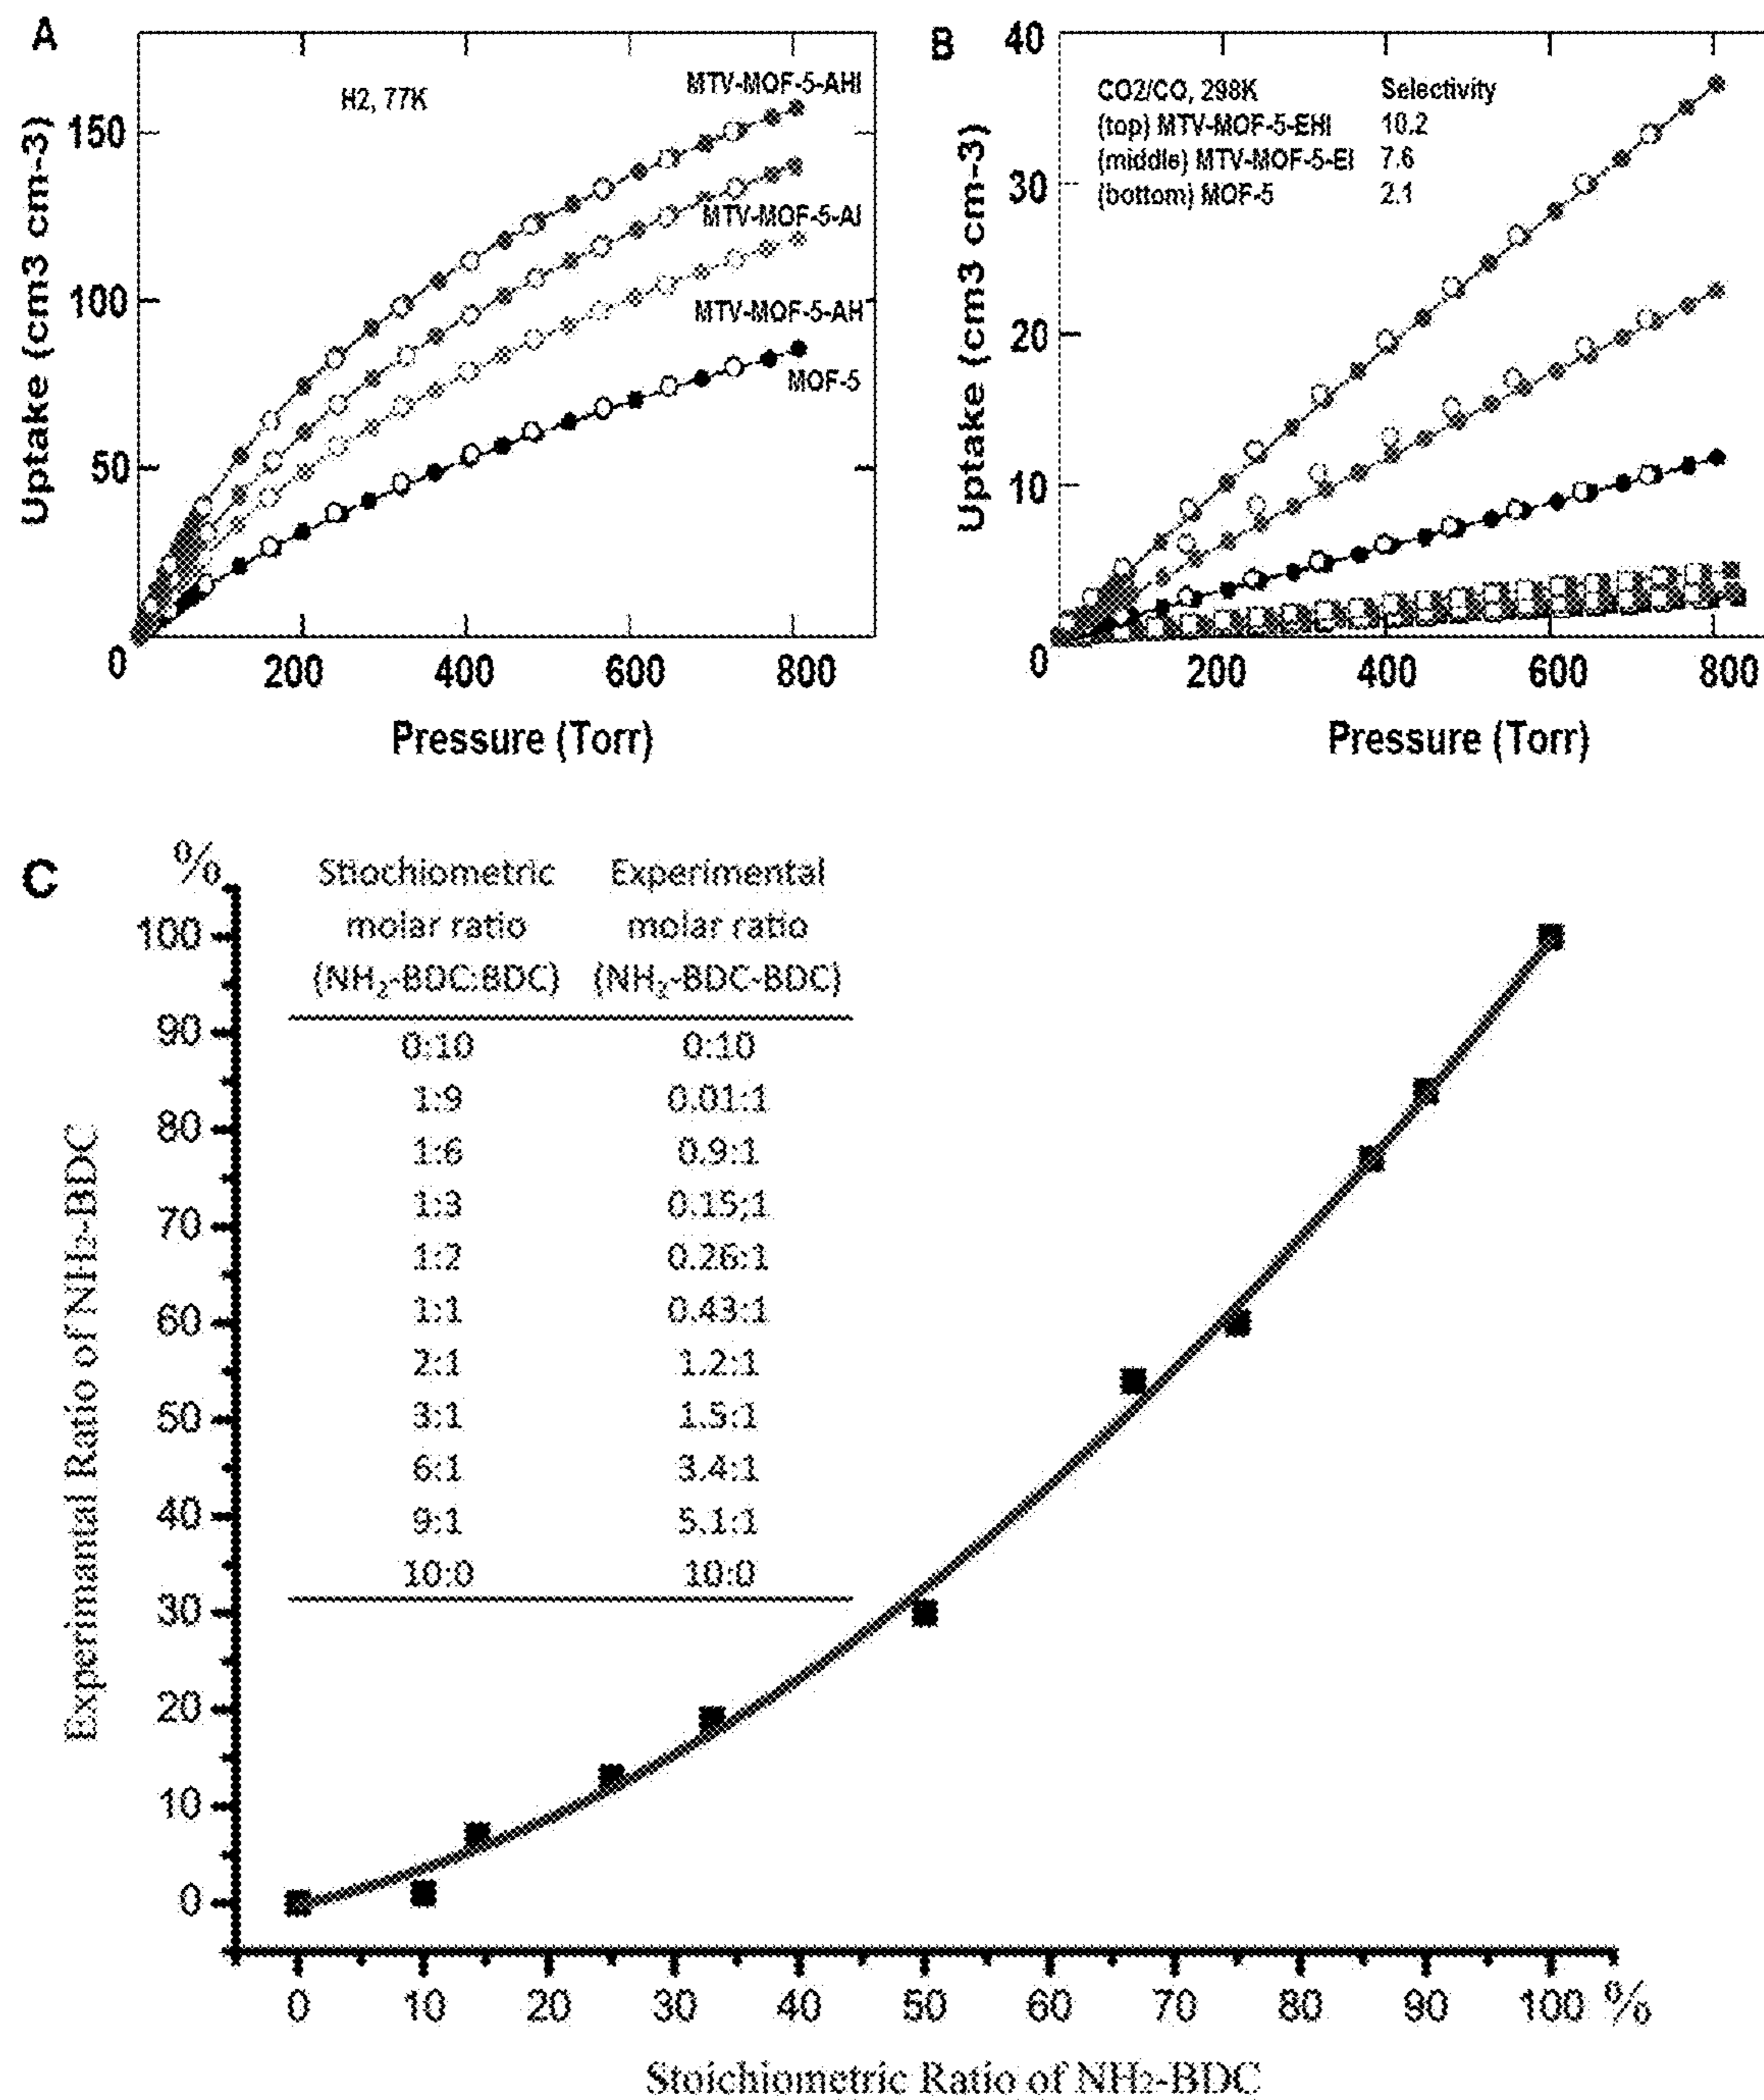 A
H2, 77K
MTV-MOF-5-AHI
MTV-MOF-5-AI
MTV-MOF-5-AH
MOF-5
Uptake (cm3 cm-3)
150
100
50
0
200
400
600
800
Pressure (Torr)
B
CO2/CO, 298K Selectivity
(top) MTV-MOF-5-EHI 10.2
(middle) MTV-MOF-5-EI 7.6
(bottom) MOF-5 2.1
Uptake (cm3 cm-3)
40
30
20
10
0
200
400
600
800
Pressure (Torr)
C
%
Stiochiometric Experimental
molar ratio molar ratio
(NH2-BDC:BDC) (NH2-BDC-BDC)
0:10 0:10
1:9 0.01:1
1:6 0.9:1
1:3 0.15;1
1:2 0.26:1
1:1 0.43:1
2:1 1.2:1
3:1 1.5:1
6:1 3.4:1
9:1 5.1:1
10:0 10:0
Experimantal Ratio of NH2-BDC
100
90
80
70
60
50
40
30
20
10
0
0 10 20 30 40 50 60 70 80 90 100 %
Stoichiometric Ratio of NH2-BDC